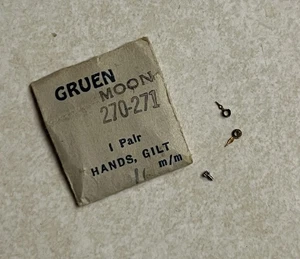 GRUEN
MOON
270-271
1 Pair
HANDS, GILT
m/m